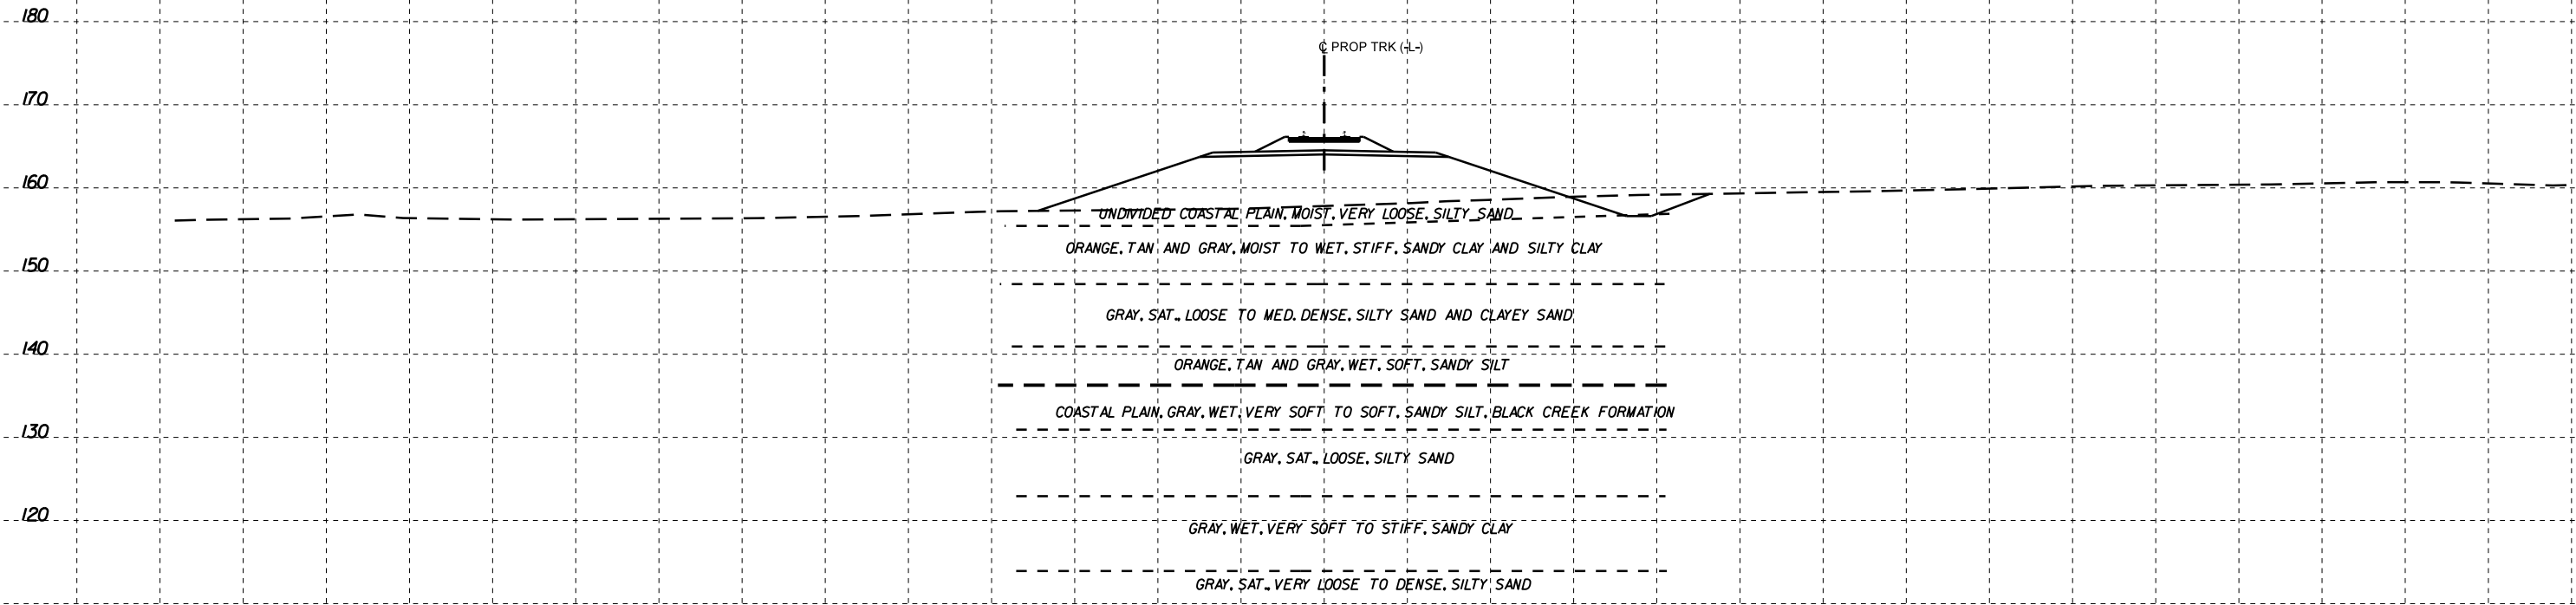 180
℄ PROP TRK (-L-)
170
160
UNDIVIDED COASTAL PLAIN, MOIST, VERY LOOSE, SILTY SAND
ORANGE, TAN AND GRAY, MOIST TO WET, STIFF, SANDY CLAY AND SILTY CLAY
150
GRAY, SAT., LOOSE TO MED. DENSE, SILTY SAND AND CLAYEY SAND
140
ORANGE, TAN AND GRAY, WET, SOFT, SANDY SILT
COASTAL PLAIN, GRAY, WET, VERY SOFT TO SOFT, SANDY SILT, BLACK CREEK FORMATION
130
GRAY, SAT., LOOSE, SILTY SAND
120
GRAY, WET, VERY SOFT TO STIFF, SANDY CLAY
GRAY, SAT., VERY LOOSE TO DENSE, SILTY SAND